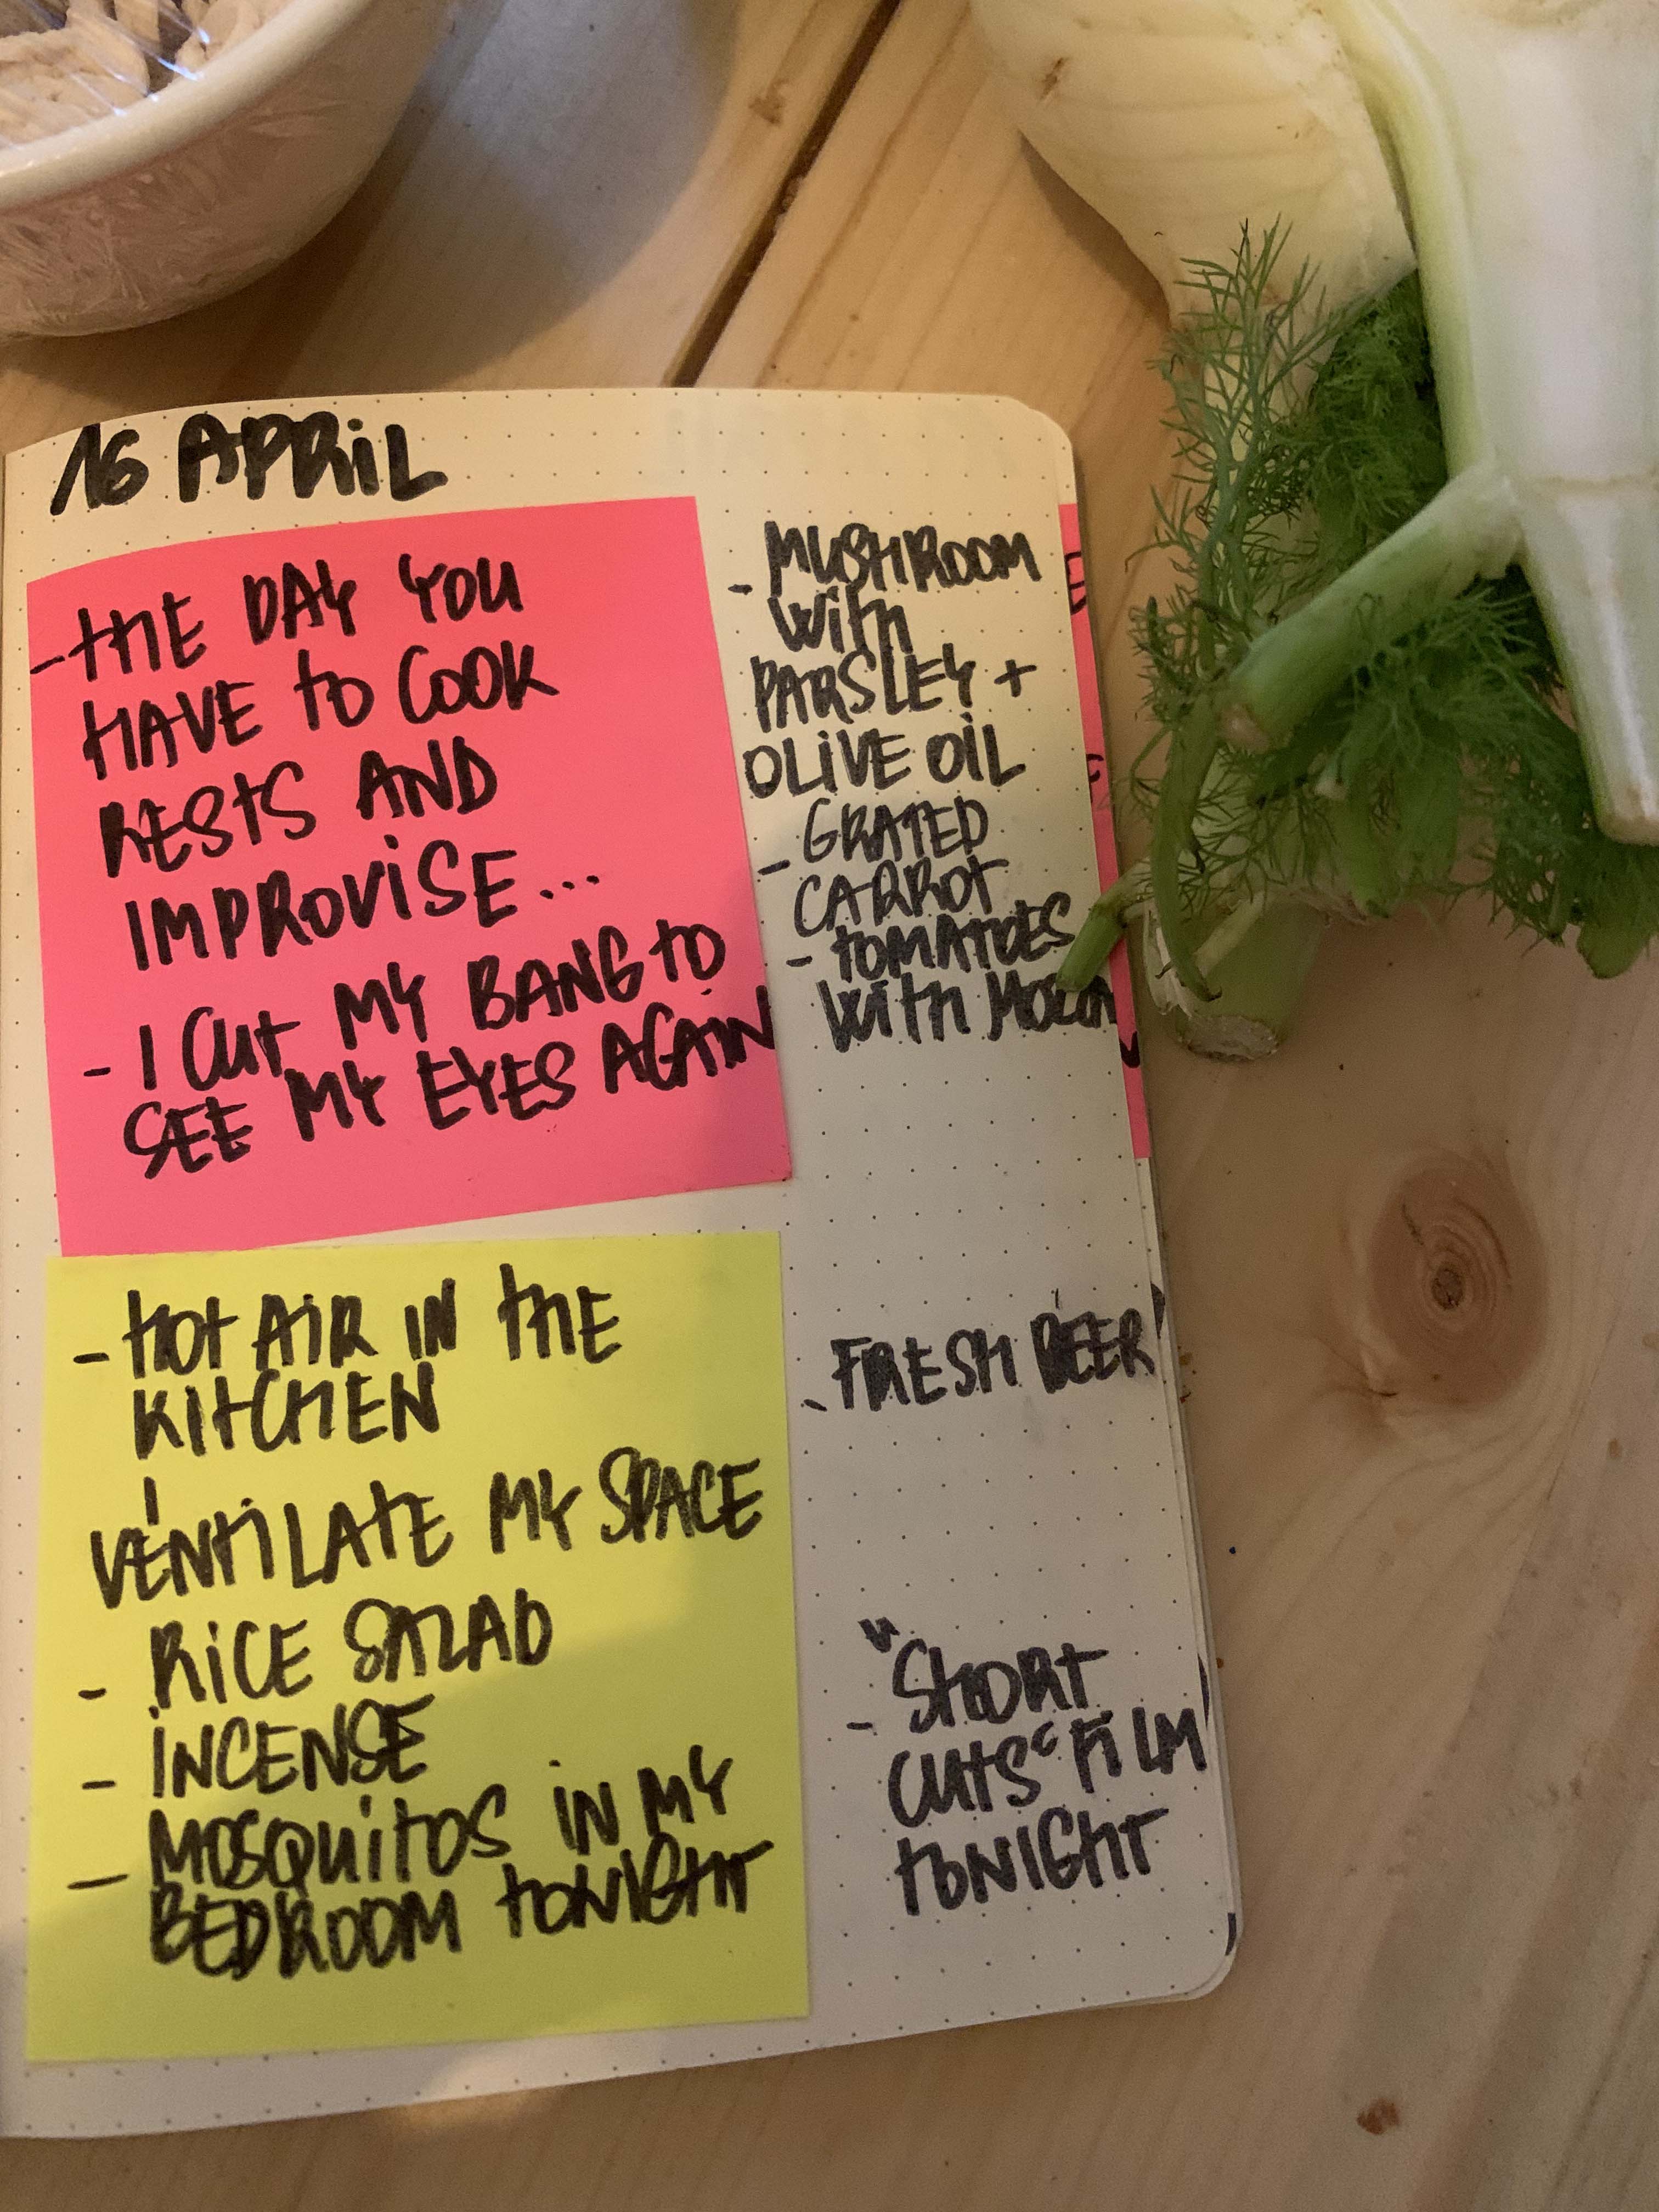 16 APRIL
- THE DAY YOU
HAVE TO COOK
RESTS AND
IMPROVISE...
- I CUT MY BANG TO
SEE MY EYES AGAIN
- MUSHROOM
WITH
PARSLEY +
OLIVE OIL
- GRATED
CARROT
- TOMATOES
WITH
- HOT AIR IN THE
KITCHEN
I
VENTILATE MY SPACE
- RICE SALAD
- INCENSE
- MOSQUITOS IN MY
BEDROOM TONIGHT
- FRESH BEER
- "SHORT
CUTS" FILM
TONIGHT